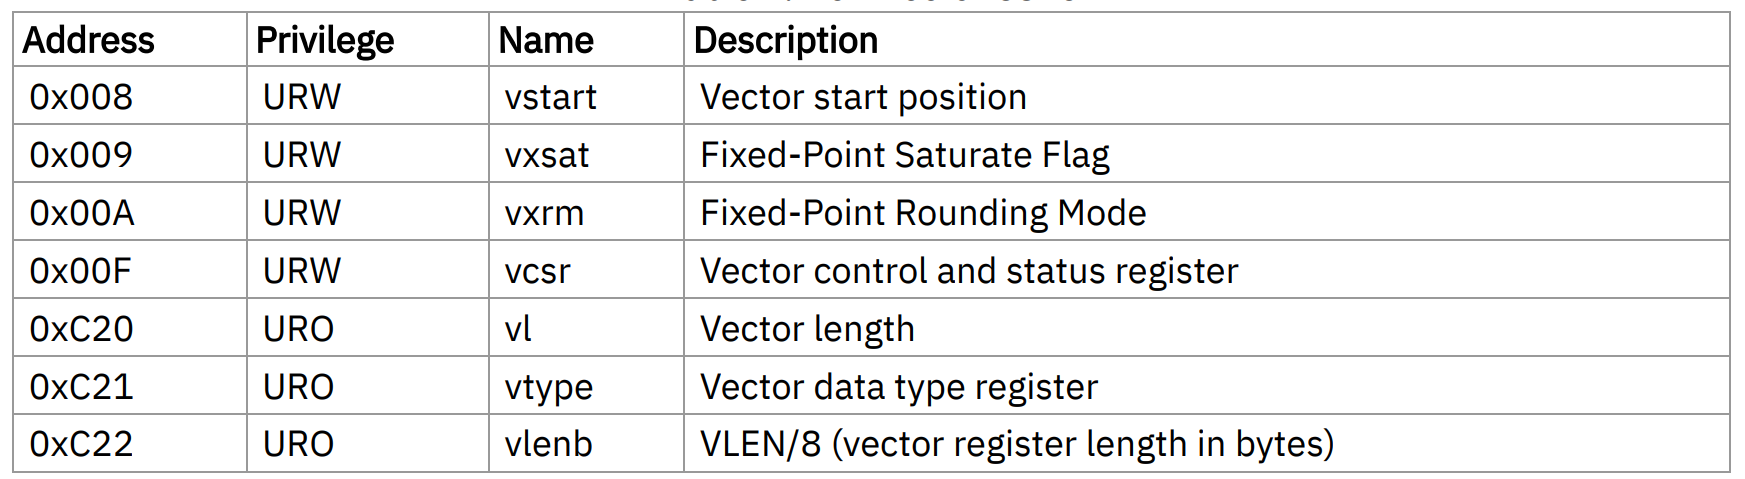 Address Privilege Name Description
0x008 URW vstart Vector start position
0x009 URW vxsat Fixed-Point Saturate Flag
0x00A URW vxrm Fixed-Point Rounding Mode
0x00F URW vcsr Vector control and status register
0xC20 URO vl Vector length
0xC21 URO vtype Vector data type register
0xC22 URO vlenb VLEN/8 (vector register length in bytes)